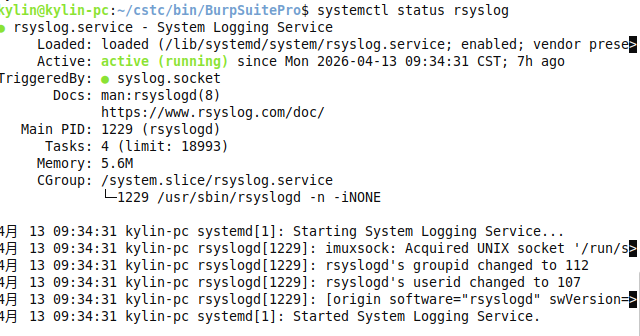 kylin@kylin-pc:~/cstc/bin/BurpSuitePro$ systemctl status rsyslog
● rsyslog.service - System Logging Service
Loaded: loaded (/lib/systemd/system/rsyslog.service; enabled; vendor prese>
Active: active (running) since Mon 2026-04-13 09:34:31 CST; 7h ago
TriggeredBy: ● syslog.socket
Docs: man:rsyslogd(8)
https://www.rsyslog.com/doc/
Main PID: 1229 (rsyslogd)
Tasks: 4 (limit: 18993)
Memory: 5.6M
CGroup: /system.slice/rsyslog.service
└─1229 /usr/sbin/rsyslogd -n -iNONE
4月 13 09:34:31 kylin-pc systemd[1]: Starting System Logging Service...
4月 13 09:34:31 kylin-pc rsyslogd[1229]: imuxsock: Acquired UNIX socket '/run/s>
4月 13 09:34:31 kylin-pc rsyslogd[1229]: rsyslogd's groupid changed to 112
4月 13 09:34:31 kylin-pc rsyslogd[1229]: rsyslogd's userid changed to 107
4月 13 09:34:31 kylin-pc rsyslogd[1229]: [origin software="rsyslogd" swVersion=>
4月 13 09:34:31 kylin-pc systemd[1]: Started System Logging Service.